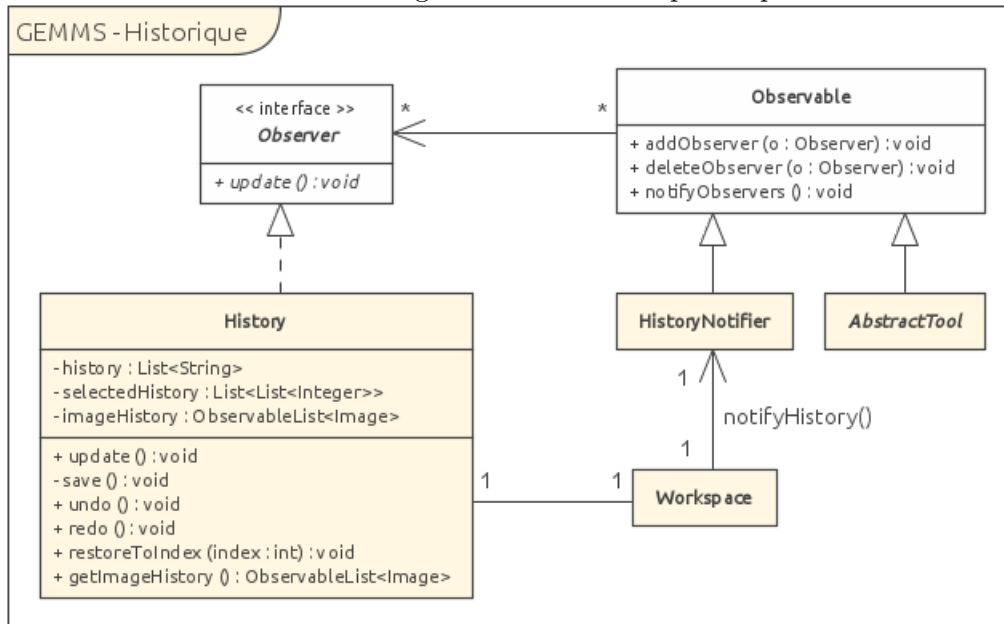 GEMMS - Historique
<< interface >>
Observer
+ update () : void
*
*
Observable
+ addObserver (o : Observer) : void
+ deleteObserver (o : Observer) : void
+ notifyObservers () : void
History
- history : List<String>
- selectedHistory : List<List<Integer>>
- imageHistory : ObservableList<Image>
+ update () : void
- save () : void
+ undo () : void
+ redo () : void
+ restoreToIndex (index : int) : void
+ getImageHistory () : ObservableList<Image>
HistoryNotifier
AbstractTool
1
notifyHistory()
1
1
1
Workspace